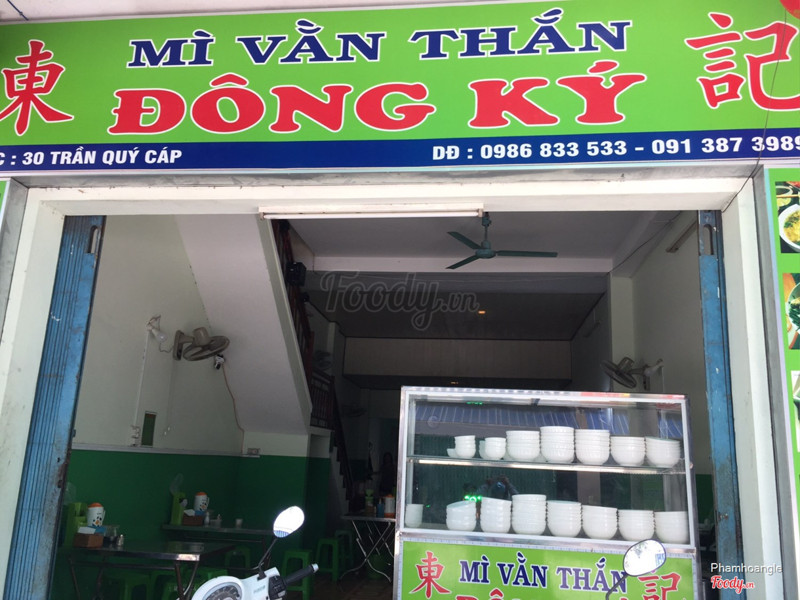 東 MÌ VẰN THẮN 記
ĐÔNG KÝ
C : 30 TRẦN QUÝ CÁP DĐ : 0986 833 533 - 091 387 3989
Foody.vn
東 MÌ VẰN THẮN 記
Phamhoangle
Foody.vn